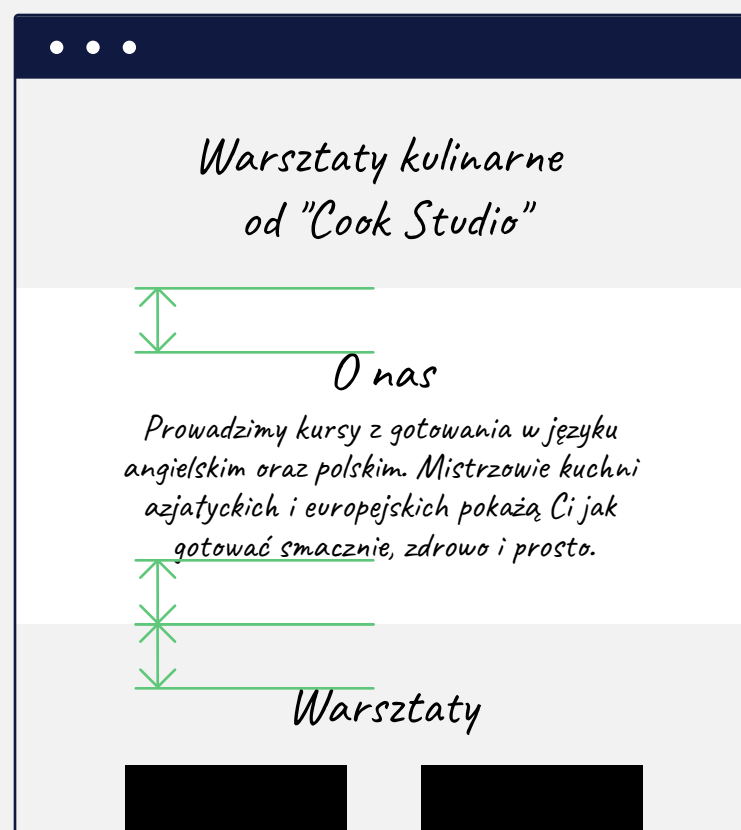 Warsztaty kulinarne
od "Cook Studio"
O nas
Prowadzimy kursy z gotowania w języku
angielskim oraz polskim. Mistrzowie kuchni
azjatyckich i europejskich pokażą Ci jak
gotować smacznie, zdrowo i prosto.
Warsztaty